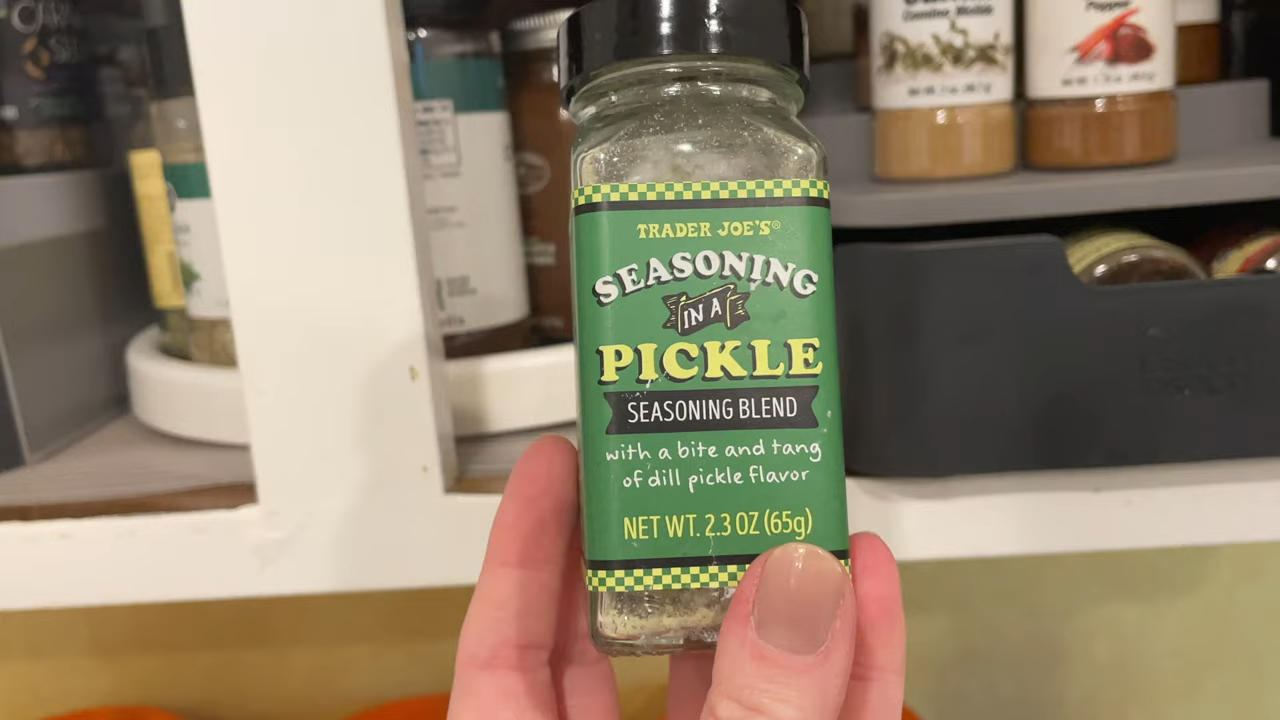 TRADER JOE'S®
SEASONING
IN A
PICKLE
SEASONING BLEND
with a bite and tang
of dill pickle flavor
NET WT. 2.3 OZ (65g)
Pepper